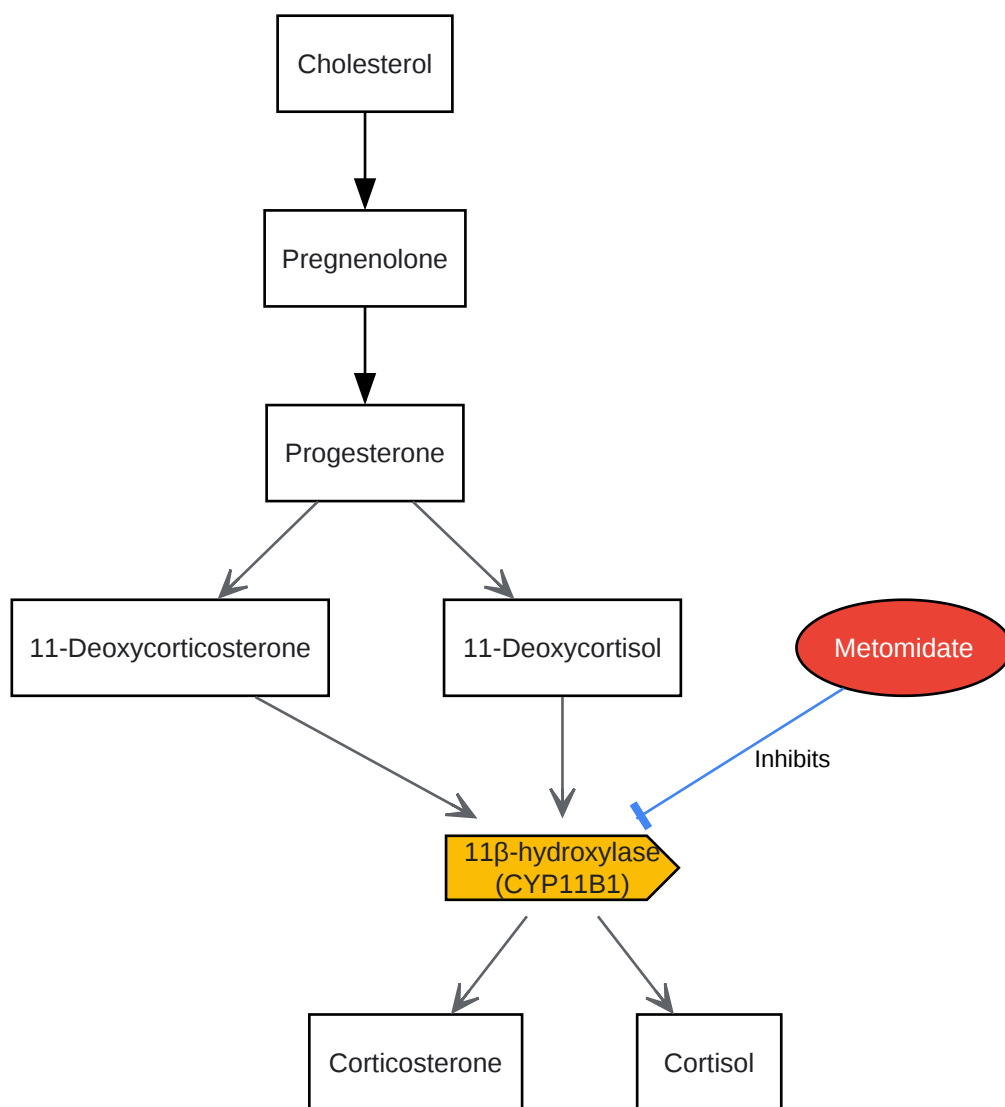 Cholesterol
Pregnenolone
Progesterone
11-Deoxycorticosterone
11-Deoxycortisol
Metomidate
Inhibits
11β-hydroxylase
(CYP11B1)
Corticosterone
Cortisol